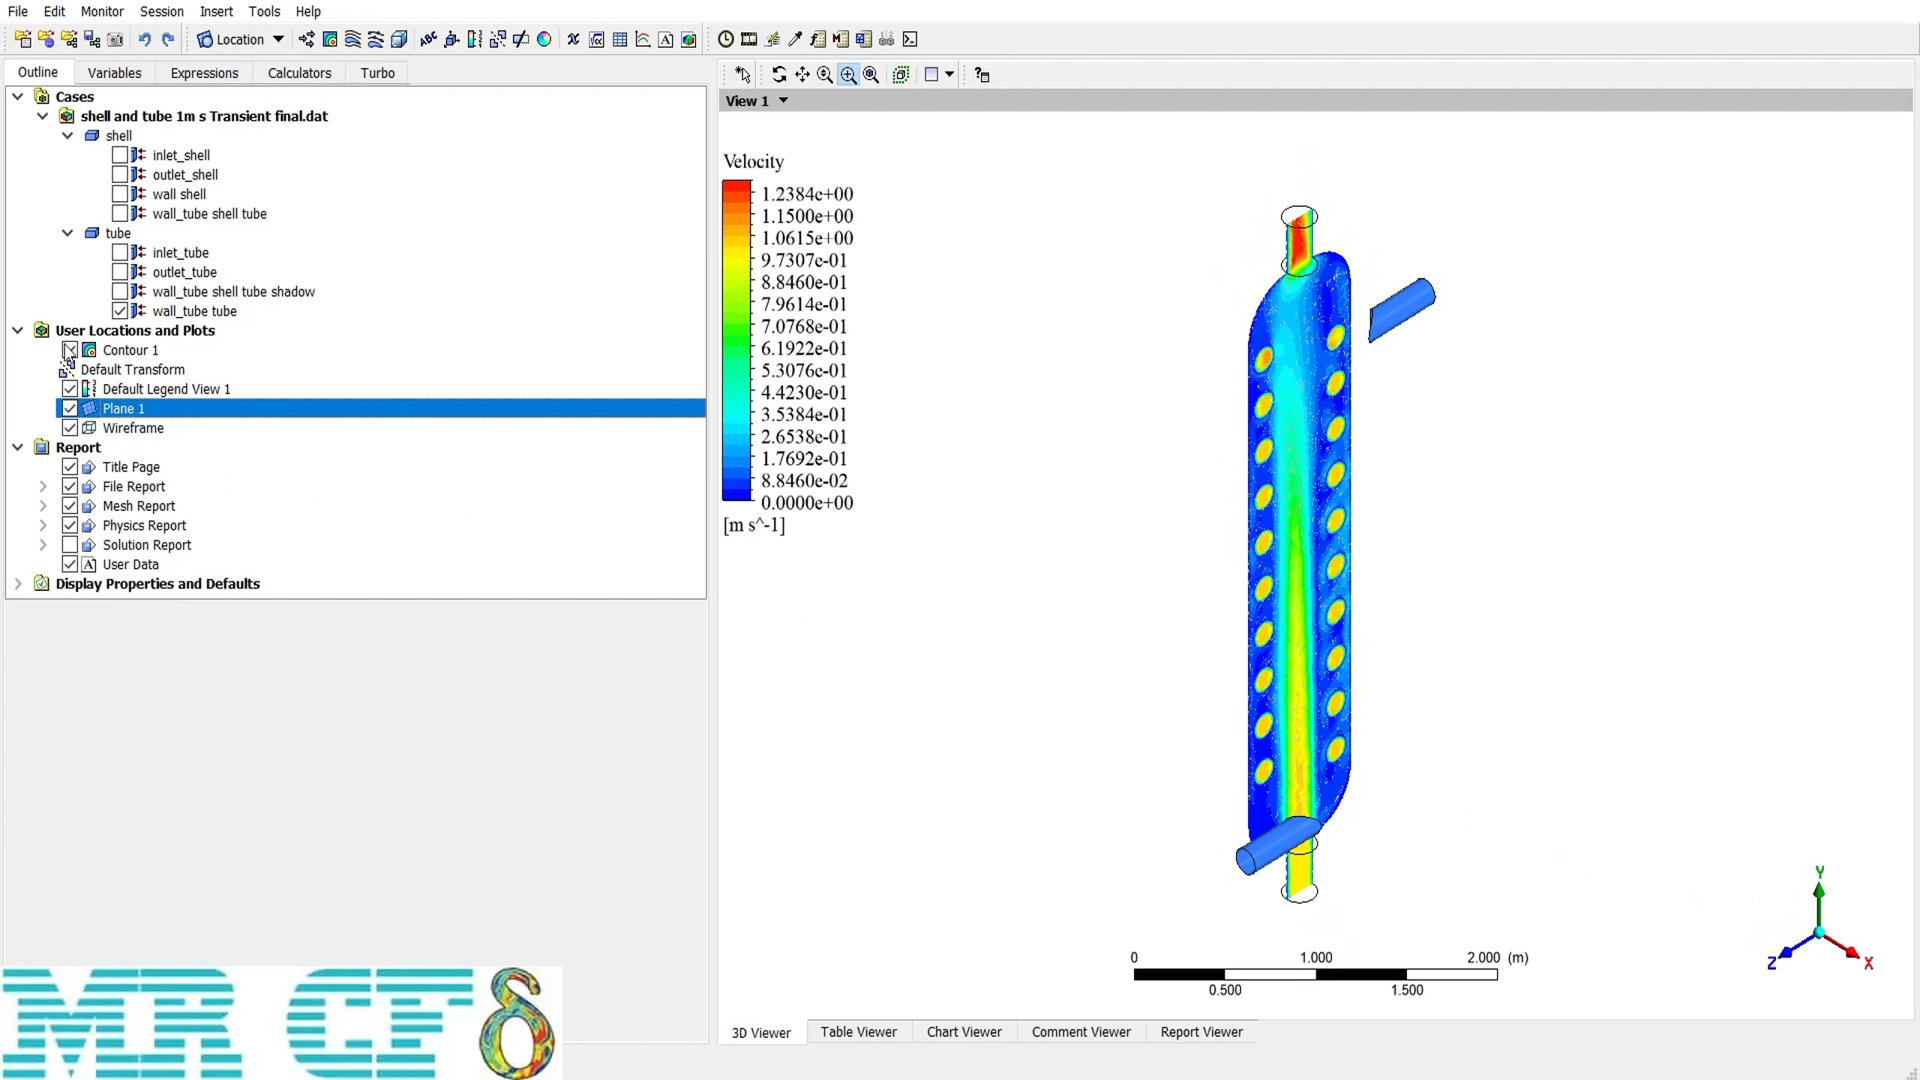 File Edit Monitor Session Insert Tools Help
Location
Outline Variables Expressions Calculators Turbo
Cases
shell and tube 1m s Transient final.dat
shell
inlet_shell
outlet_shell
wall shell
wall_tube shell tube
tube
inlet_tube
outlet_tube
wall_tube shell tube shadow
wall_tube tube
User Locations and Plots
Contour 1
Default Transform
Default Legend View 1
Plane 1
Wireframe
Report
Title Page
File Report
Mesh Report
Physics Report
Solution Report
User Data
Display Properties and Defaults
View 1
Velocity
1.2384e+00
1.1500e+00
1.0615e+00
9.7307e-01
8.8460e-01
7.9614e-01
7.0768e-01
6.1922e-01
5.3076e-01
4.4230e-01
3.5384e-01
2.6538e-01
1.7692e-01
8.8460e-02
0.0000e+00
[m s^-1]
0 1.000 2.000 (m)
0.500 1.500
Y
Z X
3D Viewer Table Viewer Chart Viewer Comment Viewer Report Viewer
MR CF